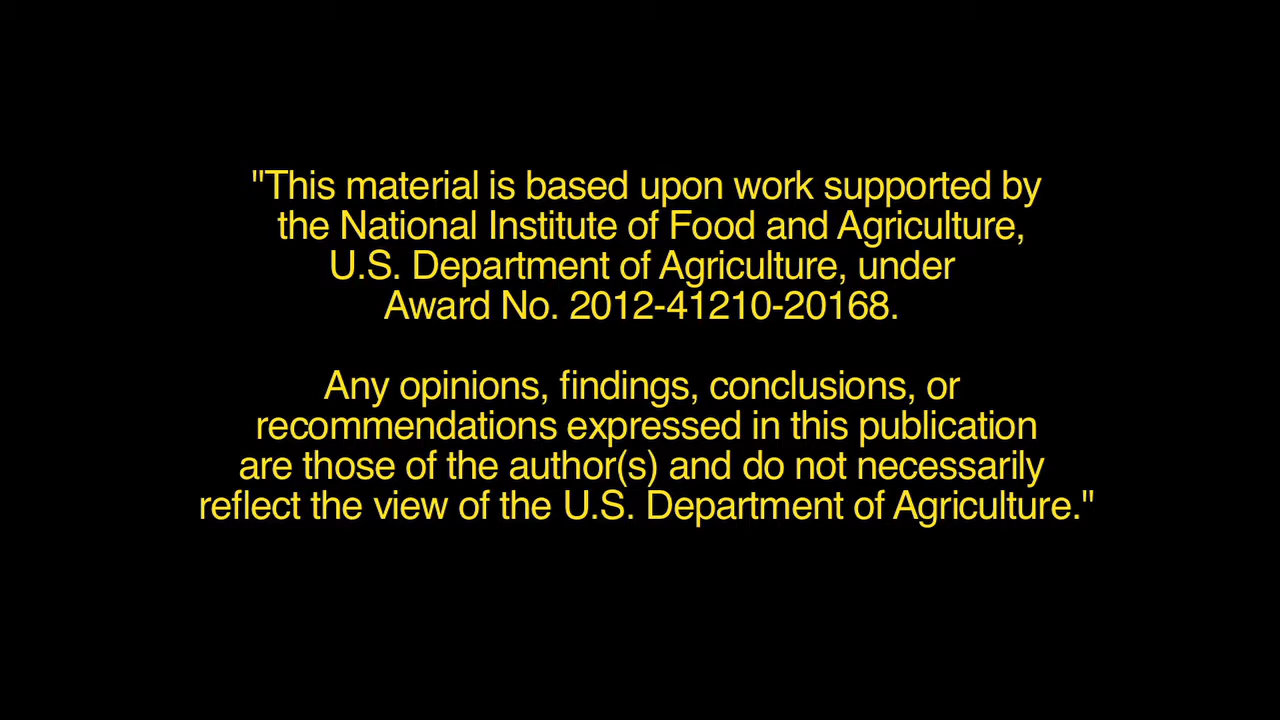 "This material is based upon work supported by
the National Institute of Food and Agriculture,
U.S. Department of Agriculture, under
Award No. 2012-41210-20168.
Any opinions, findings, conclusions, or
recommendations expressed in this publication
are those of the author(s) and do not necessarily
reflect the view of the U.S. Department of Agriculture."